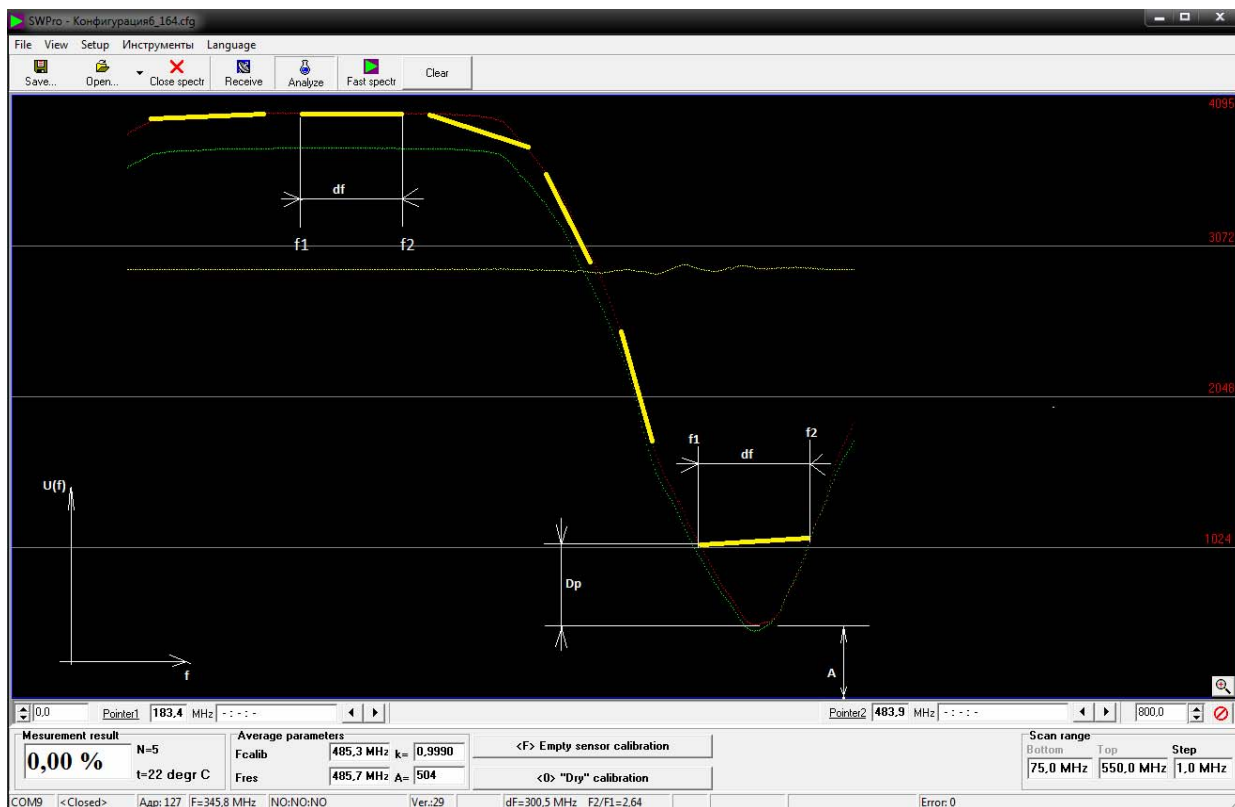 SWPro - Конфигурация6_164.cfg
File View Setup Инструменты Language
Save... Open... Close spectr Receive Analyze Fast spectr Clear
4095
df
f1 f2
3072
2048
f1 f2
df
U(f)
1024
Dp
A
f
0,0 Pointer1 183,4 MHz - : - : - Pointer2 483,9 MHz - : - : - 800,0
Mesurement result
0,00 %
N=5
t=22 degr C
Average parameters
Fcalib 485,3 MHz k= 0,9990
Fres 485,7 MHz A= 504
<F> Empty sensor calibration
<0> "Dry" calibration
Scan range
Bottom Top Step
75,0 MHz 550,0 MHz 1,0 MHz
COM9 <Closed> Адр: 127 F=345,8 MHz NO:NO:NO Ver.:29 dF=300,5 MHz F2/F1=2,64 Error: 0